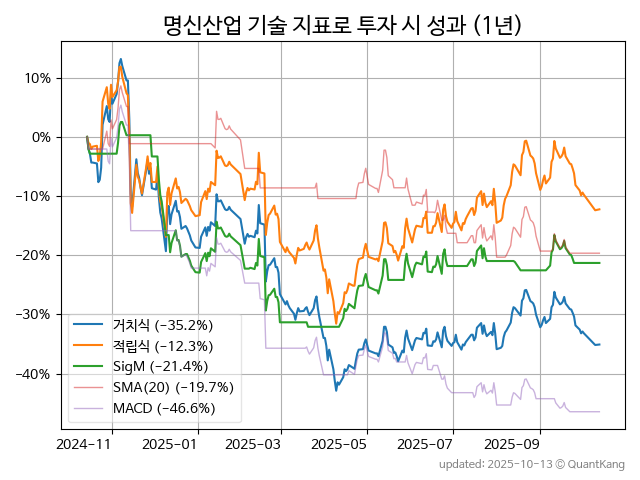 명신산업 기술 지표로 투자 시 성과 (1년)
10%
0%
−10%
−20%
−30%
−40%
거치식 (−35.2%)
적립식 (−12.3%)
SigM (−21.4%)
SMA(20) (−19.7%)
MACD (−46.6%)
2024-11
2025-01
2025-03
2025-05
2025-07
2025-09
updated: 2025-10-13 ⓒ QuantKang